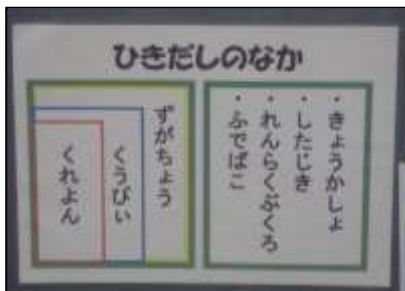 ひきだしのなか
・きょうかしょ
・したじき
・れんらくぶくろ
・ふでばこ
ずがちょう
くうぴい
くれよん